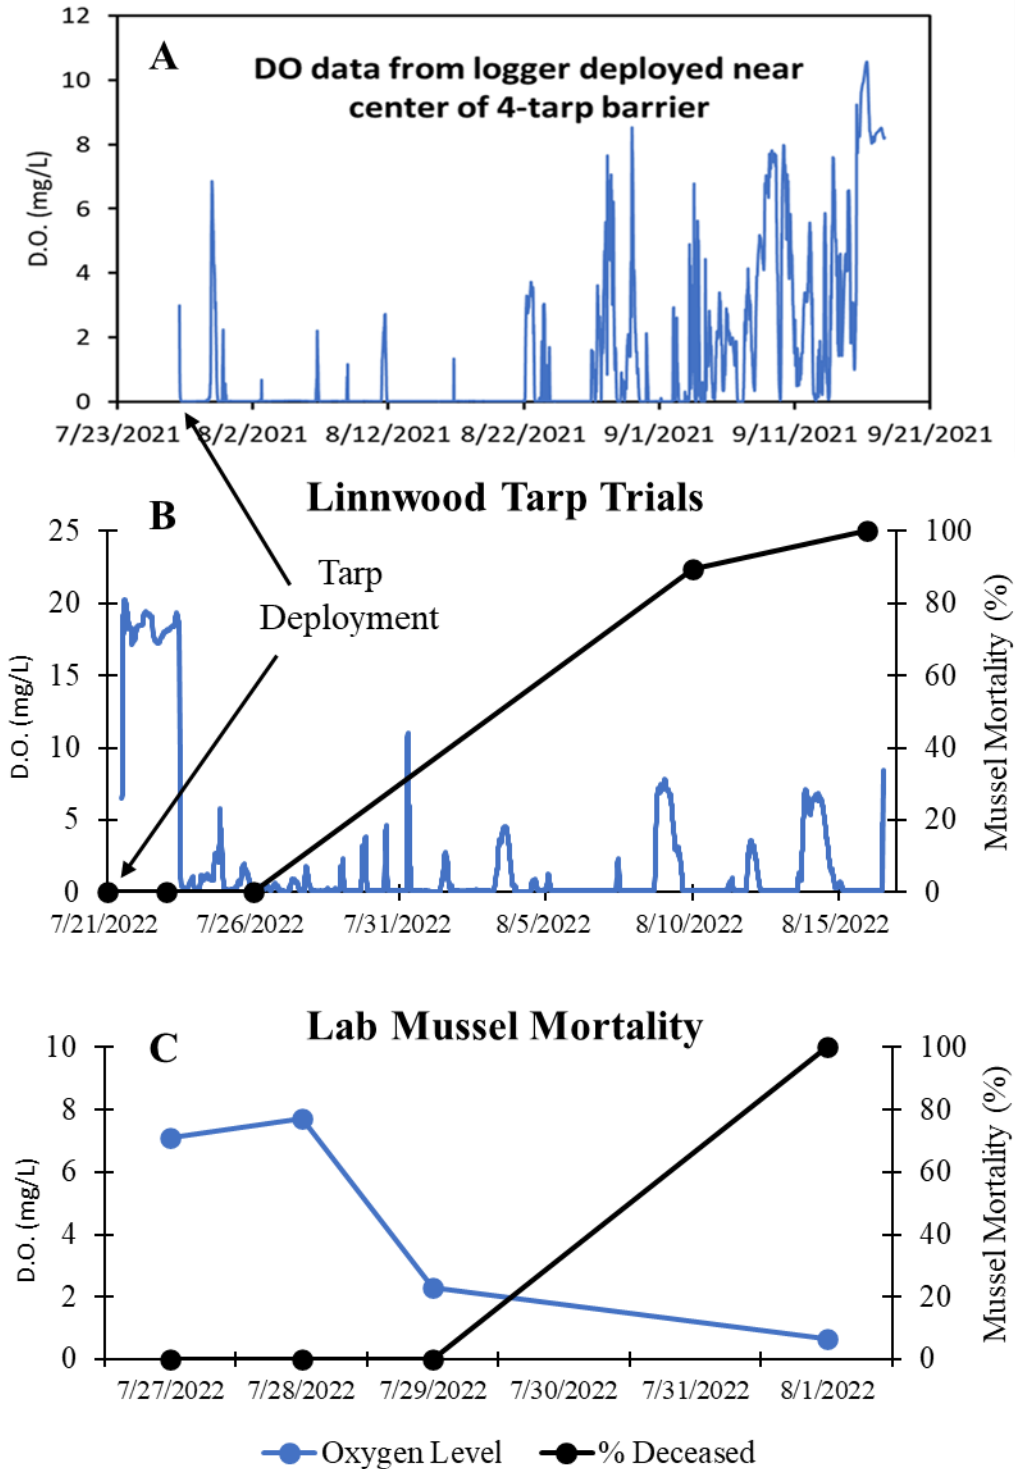 12
A
DO data from logger deployed near
center of 4-tarp barrier
10
8
6
4
2
0
D.O. (mg/L)
7/23/2021 8/2/2021 8/12/2021 8/22/2021 9/1/2021 9/11/2021 9/21/2021
Linnwood Tarp Trials
B
25
20
15
10
5
0
D.O. (mg/L)
Tarp
Deployment
100
80
60
40
20
0
Mussel Mortality (%)
7/21/2022 7/26/2022 7/31/2022 8/5/2022 8/10/2022 8/15/2022
Lab Mussel Mortality
C
10
8
6
4
2
0
D.O. (mg/L)
100
80
60
40
20
0
Mussel Mortality (%)
7/27/2022 7/28/2022 7/29/2022 7/30/2022 7/31/2022 8/1/2022
Oxygen Level % Deceased